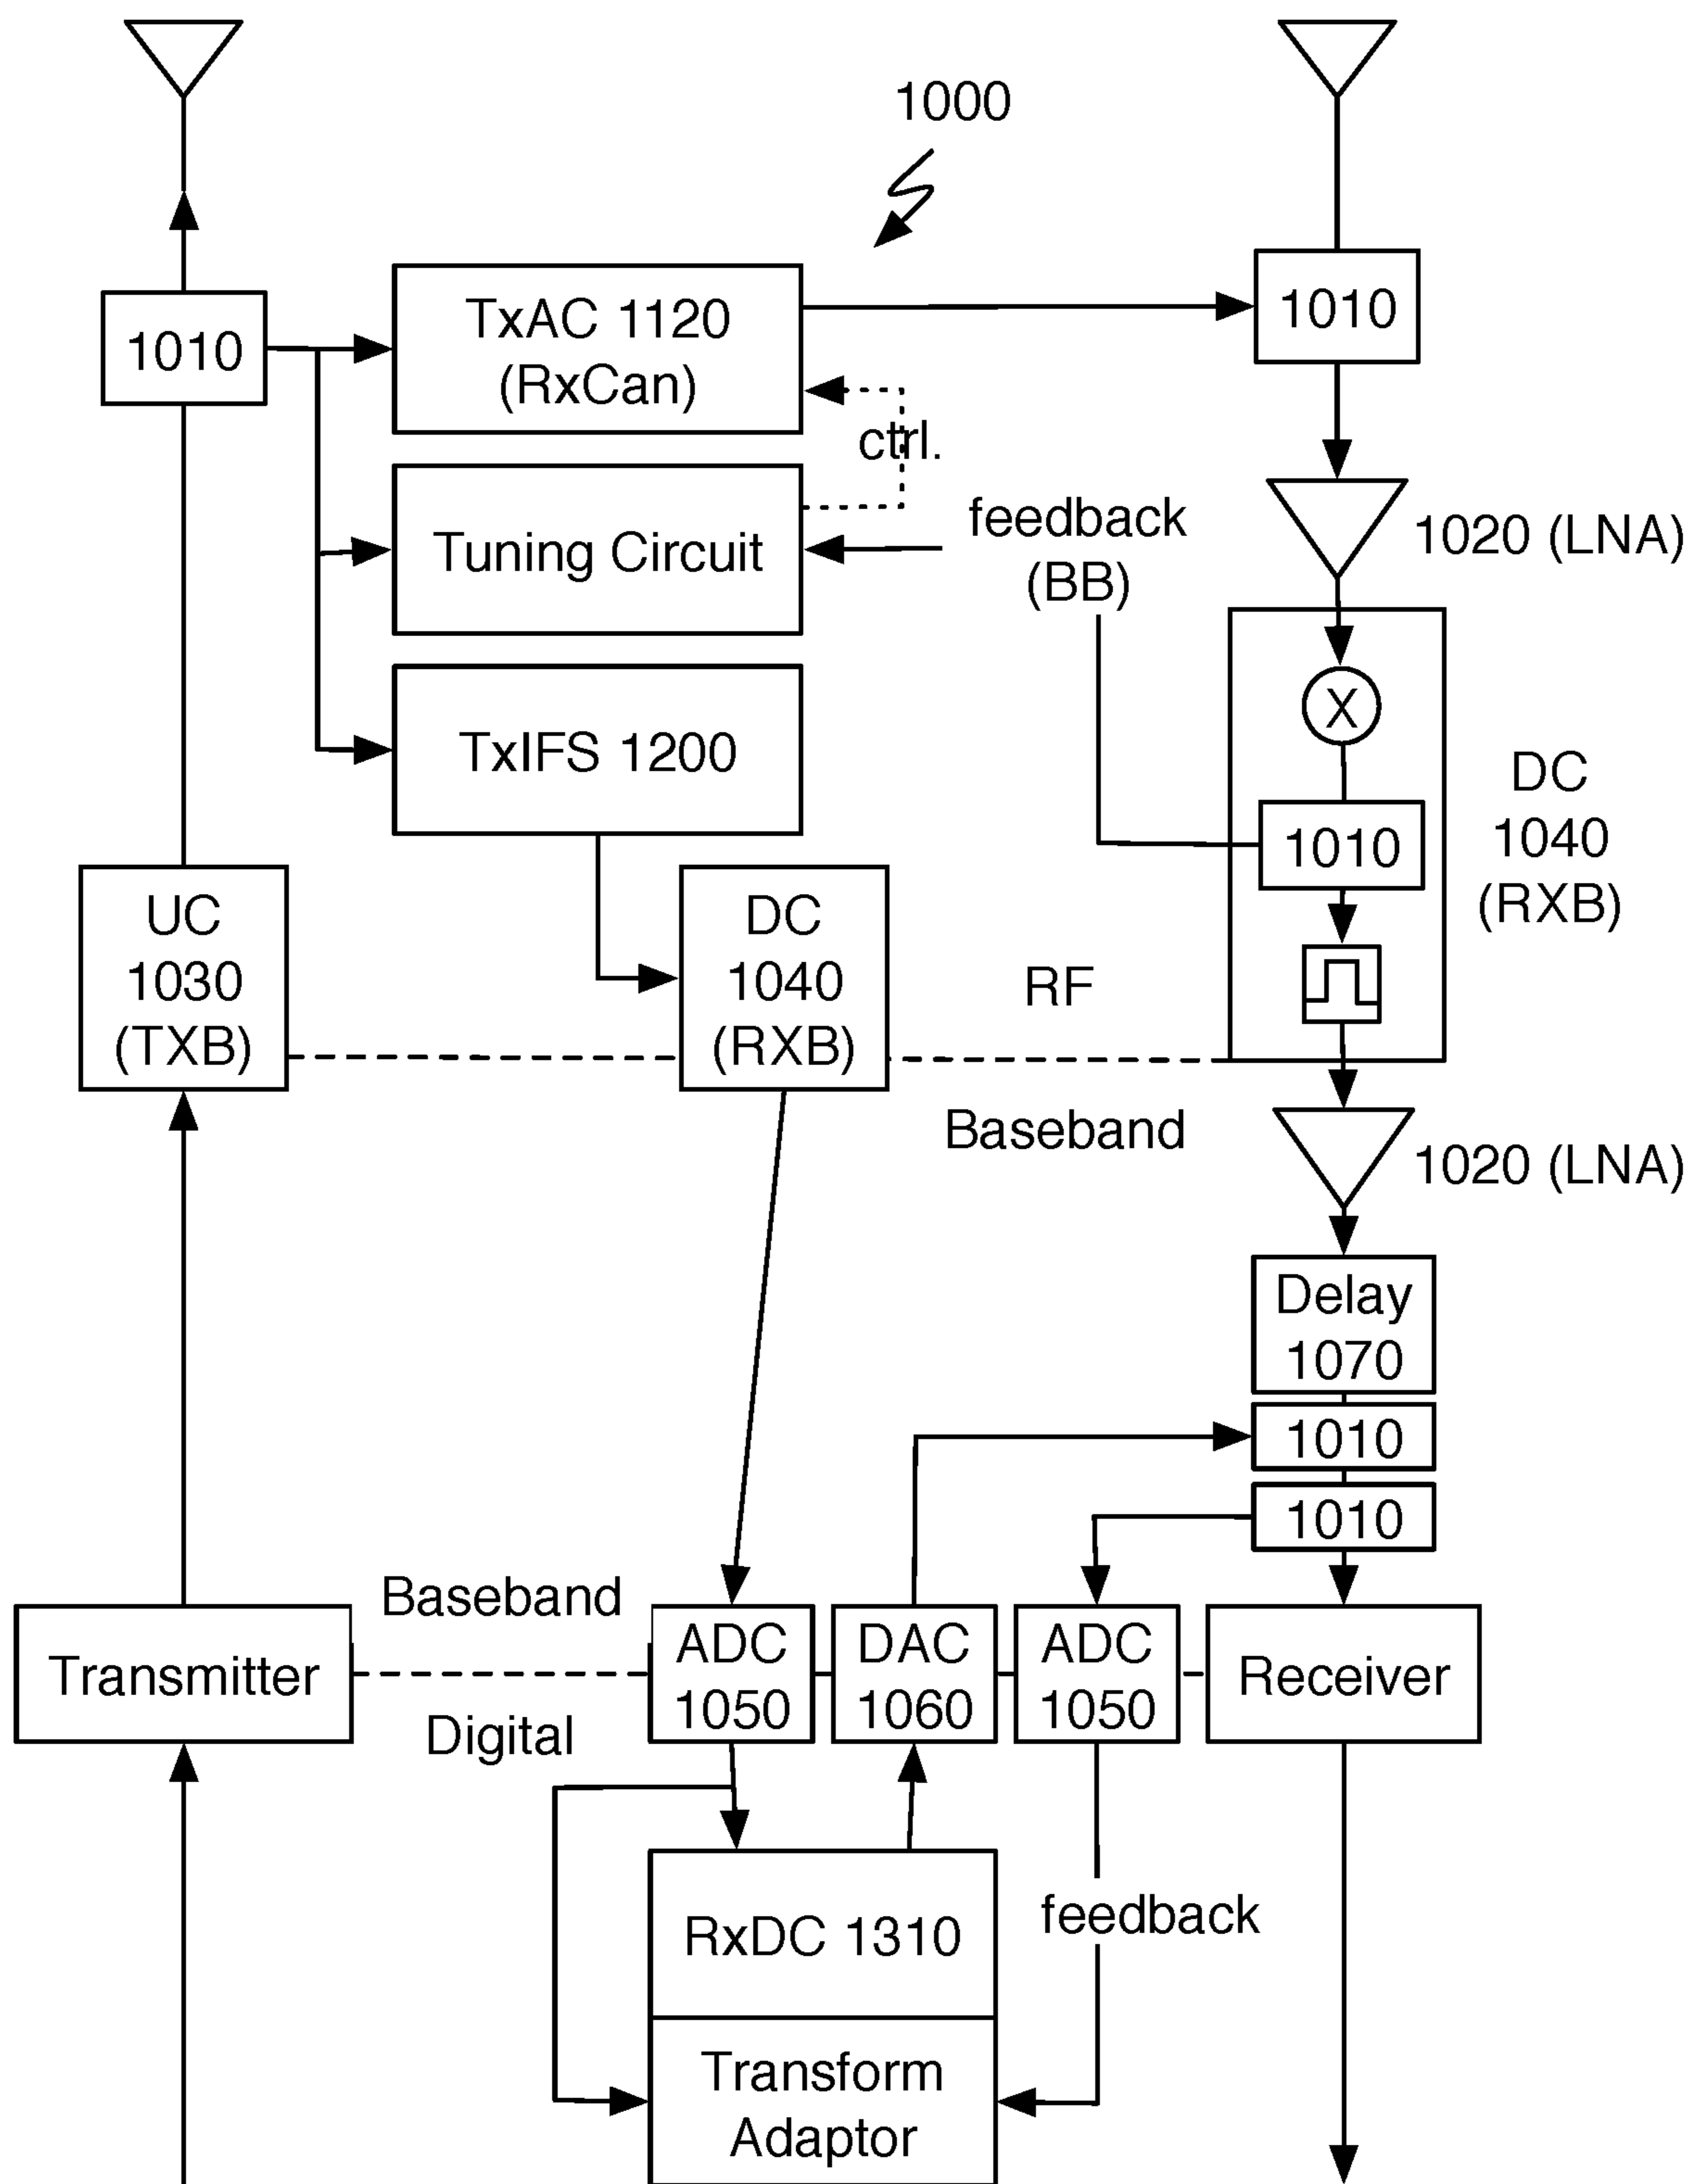 1000
1010
TxAC 1120
(RxCan)
1010
ctrl.
Tuning Circuit
feedback
(BB)
1020 (LNA)
TxIFS 1200
X
1010
DC
1040
(RXB)
UC
1030
(TXB)
DC
1040
(RXB)
RF
Baseband
1020 (LNA)
Delay
1070
1010
1010
Transmitter
Baseband
Digital
ADC
1050
DAC
1060
ADC
1050
Receiver
RxDC 1310
feedback
Transform
Adaptor